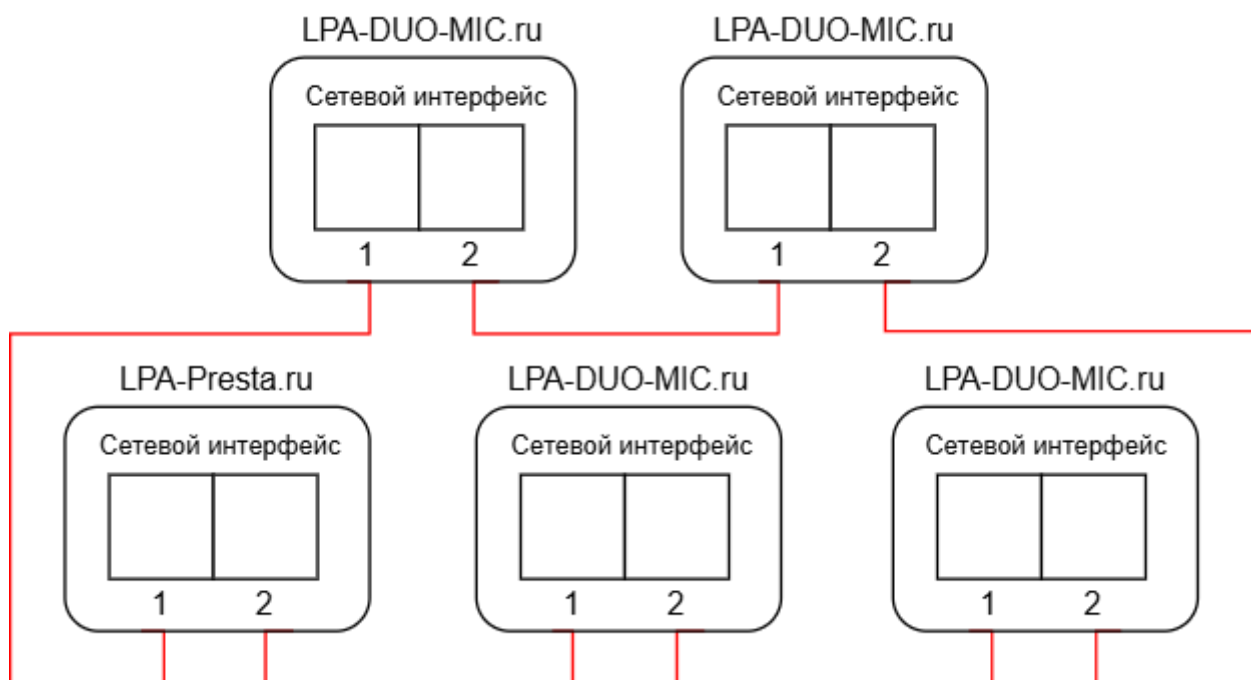 LPA-DUO-MIC.ru LPA-DUO-MIC.ru
Сетевой интерфейс Сетевой интерфейс
1 2 1 2
LPA-Presta.ru LPA-DUO-MIC.ru LPA-DUO-MIC.ru
Сетевой интерфейс Сетевой интерфейс Сетевой интерфейс
1 2 1 2 1 2